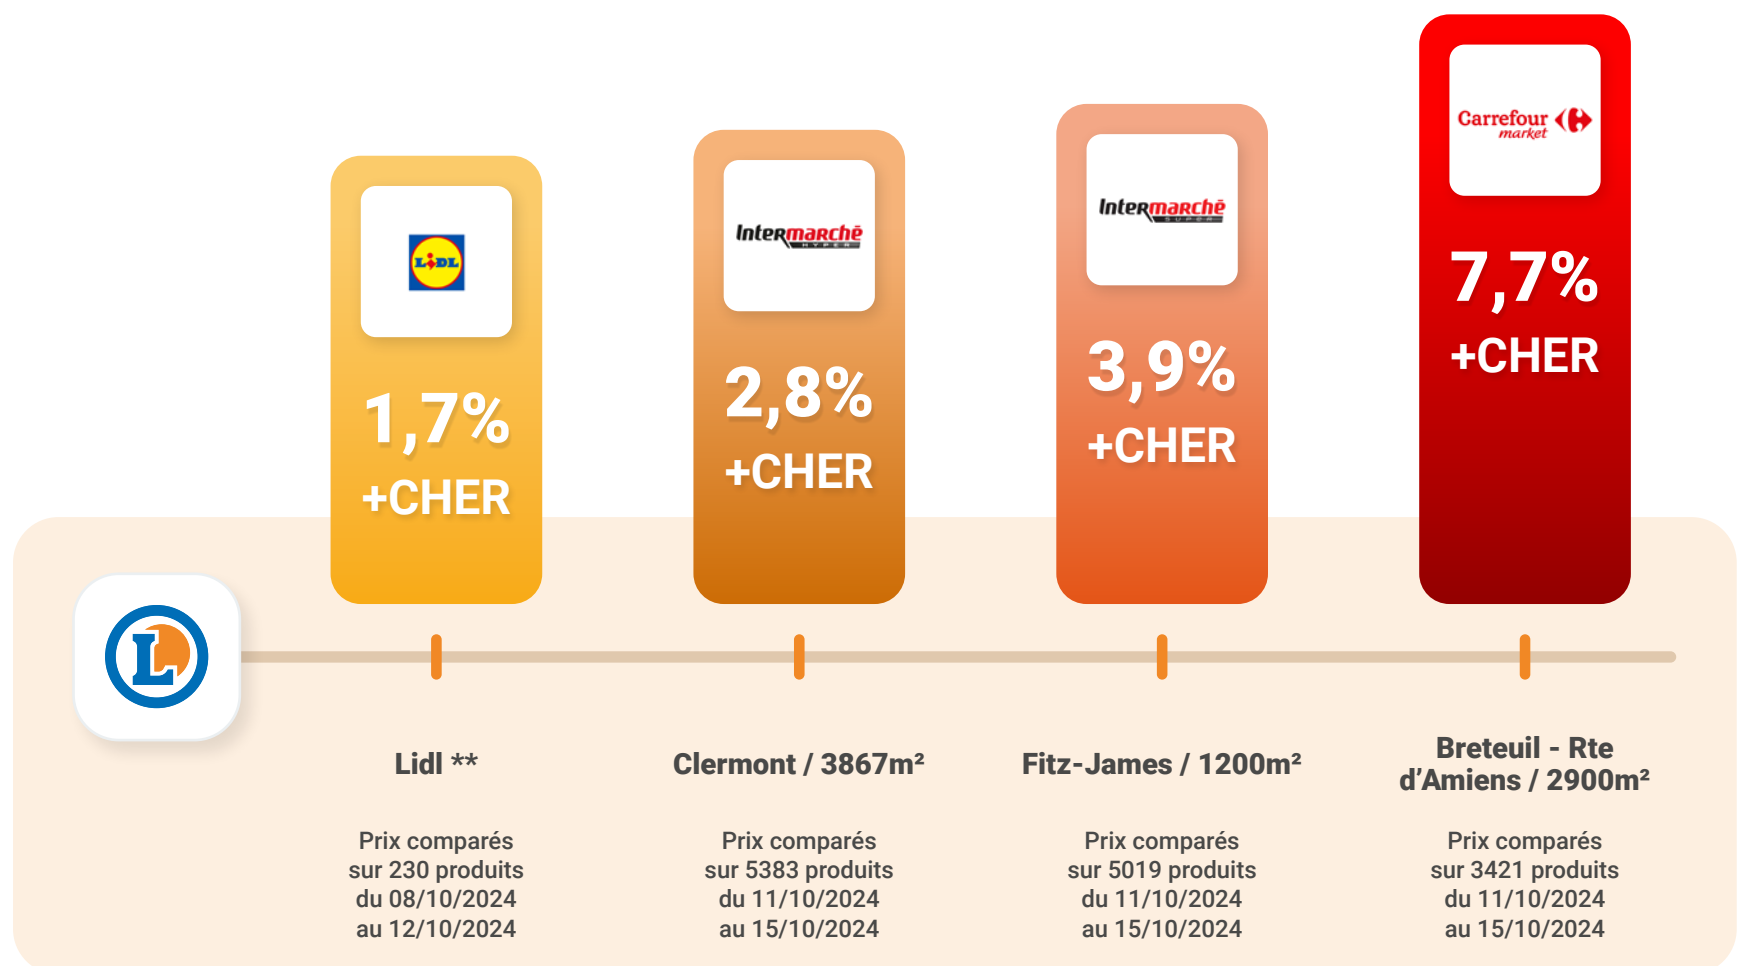 LIDL
1,7%
+CHER
Intermarchē
HYPER
2,8%
+CHER
Intermarchē
SUPER
3,9%
+CHER
Carrefour
market
7,7%
+CHER
L
Lidl **
Prix comparés
sur 230 produits
du 08/10/2024
au 12/10/2024
Clermont / 3867m²
Prix comparés
sur 5383 produits
du 11/10/2024
au 15/10/2024
Fitz-James / 1200m²
Prix comparés
sur 5019 produits
du 11/10/2024
au 15/10/2024
Breteuil - Rte
d’Amiens / 2900m²
Prix comparés
sur 3421 produits
du 11/10/2024
au 15/10/2024